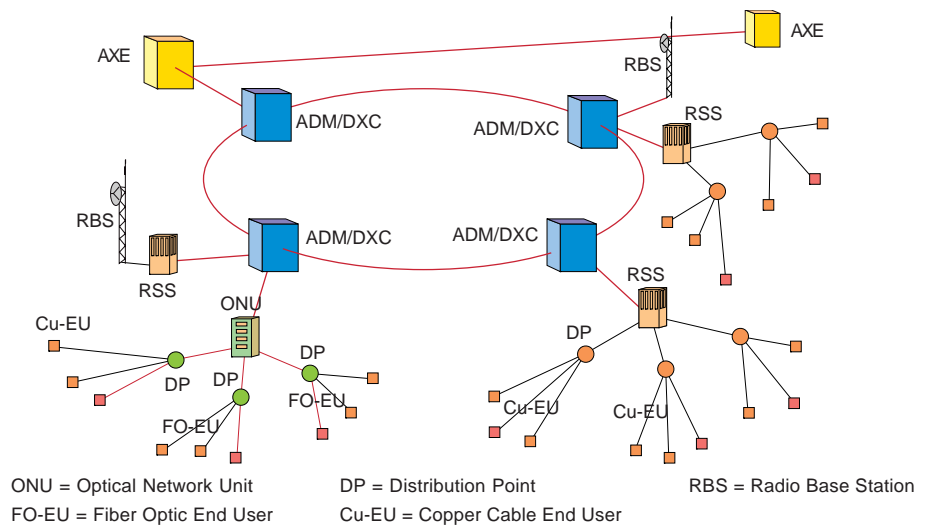 AXE
AXE
RBS
ADM/DXC
ADM/DXC
RSS
RBS
ADM/DXC
ADM/DXC
RSS
RSS
ONU
Cu-EU
DP
DP
DP
DP
FO-EU
FO-EU
Cu-EU
Cu-EU
ONU = Optical Network Unit
DP = Distribution Point
RBS = Radio Base Station
FO-EU = Fiber Optic End User
Cu-EU = Copper Cable End User